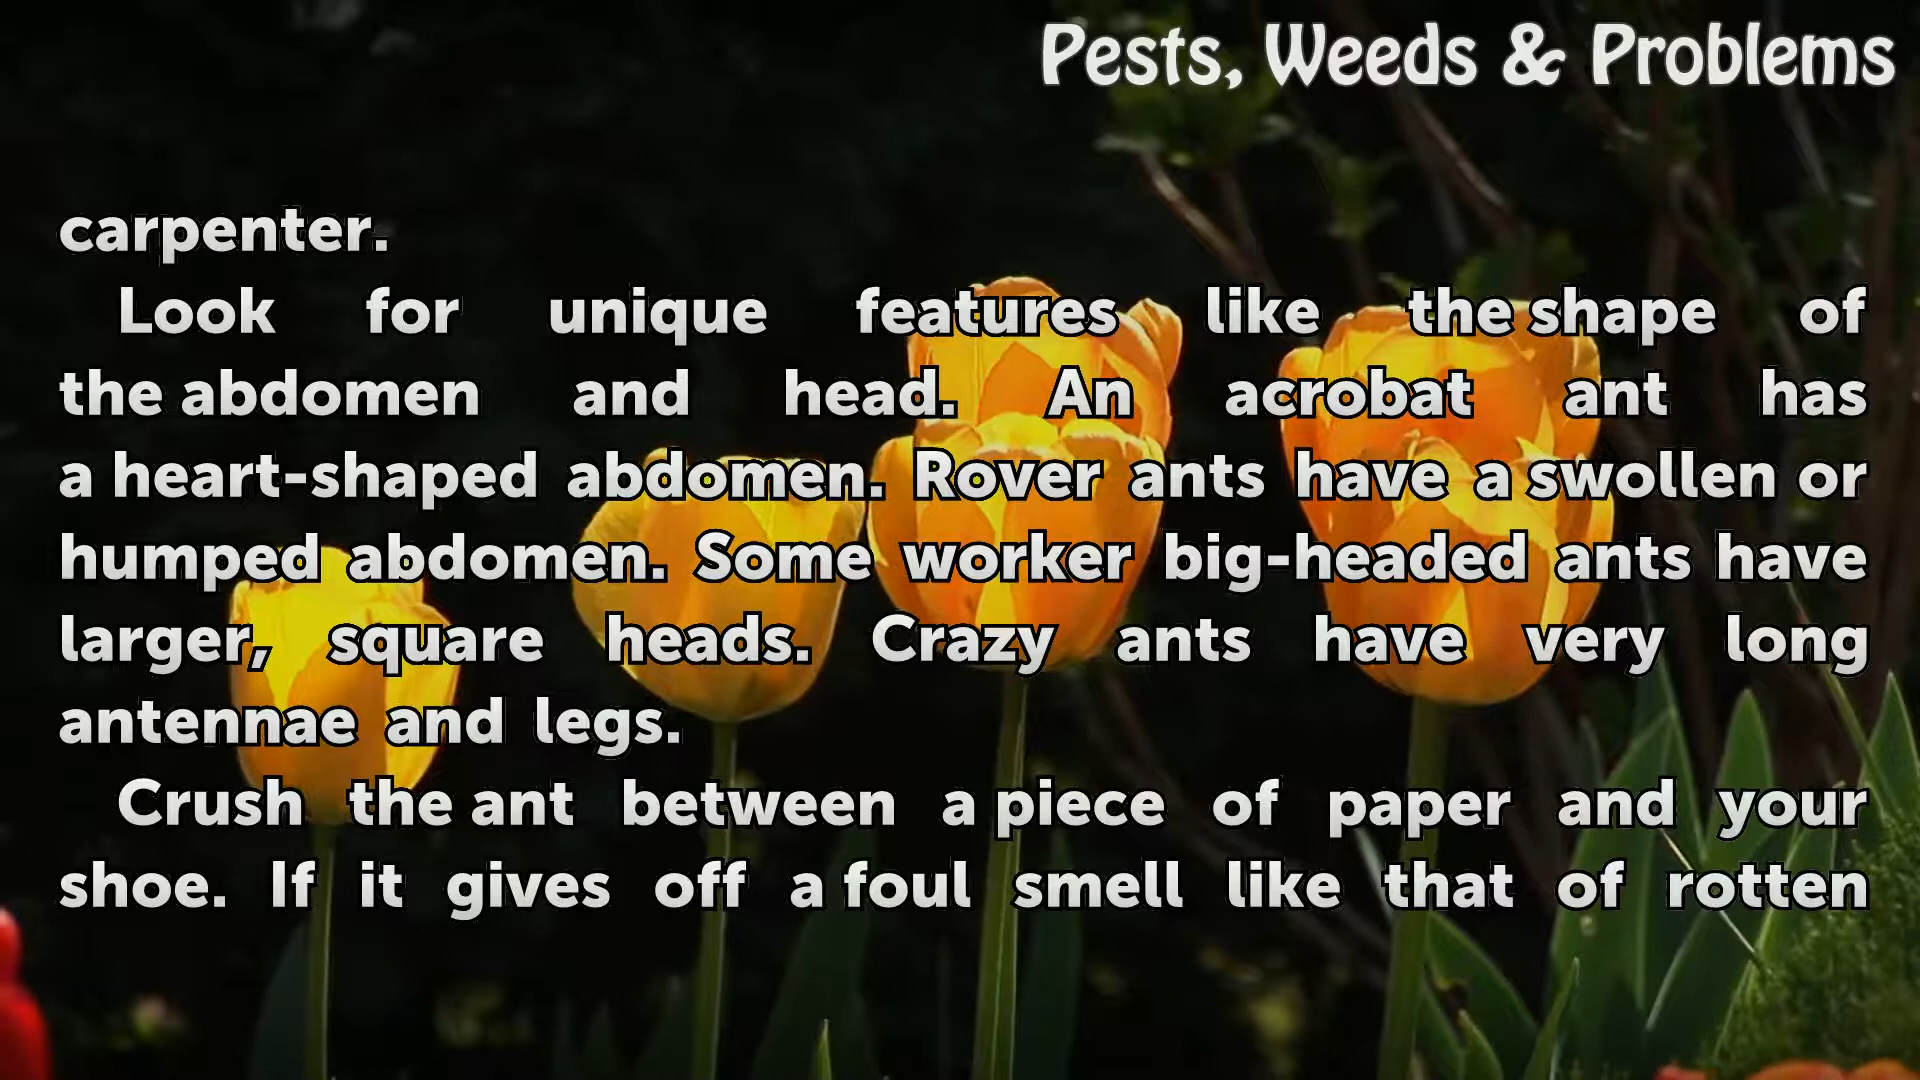 Pests, Weeds & Problems
carpenter.
Look for unique features like the shape of
the abdomen and head. An acrobat ant has
a heart-shaped abdomen. Rover ants have a swollen or
humped abdomen. Some worker big-headed ants have
larger, square heads. Crazy ants have very long
antennae and legs.
Crush the ant between a piece of paper and your
shoe. If it gives off a foul smell like that of rotten